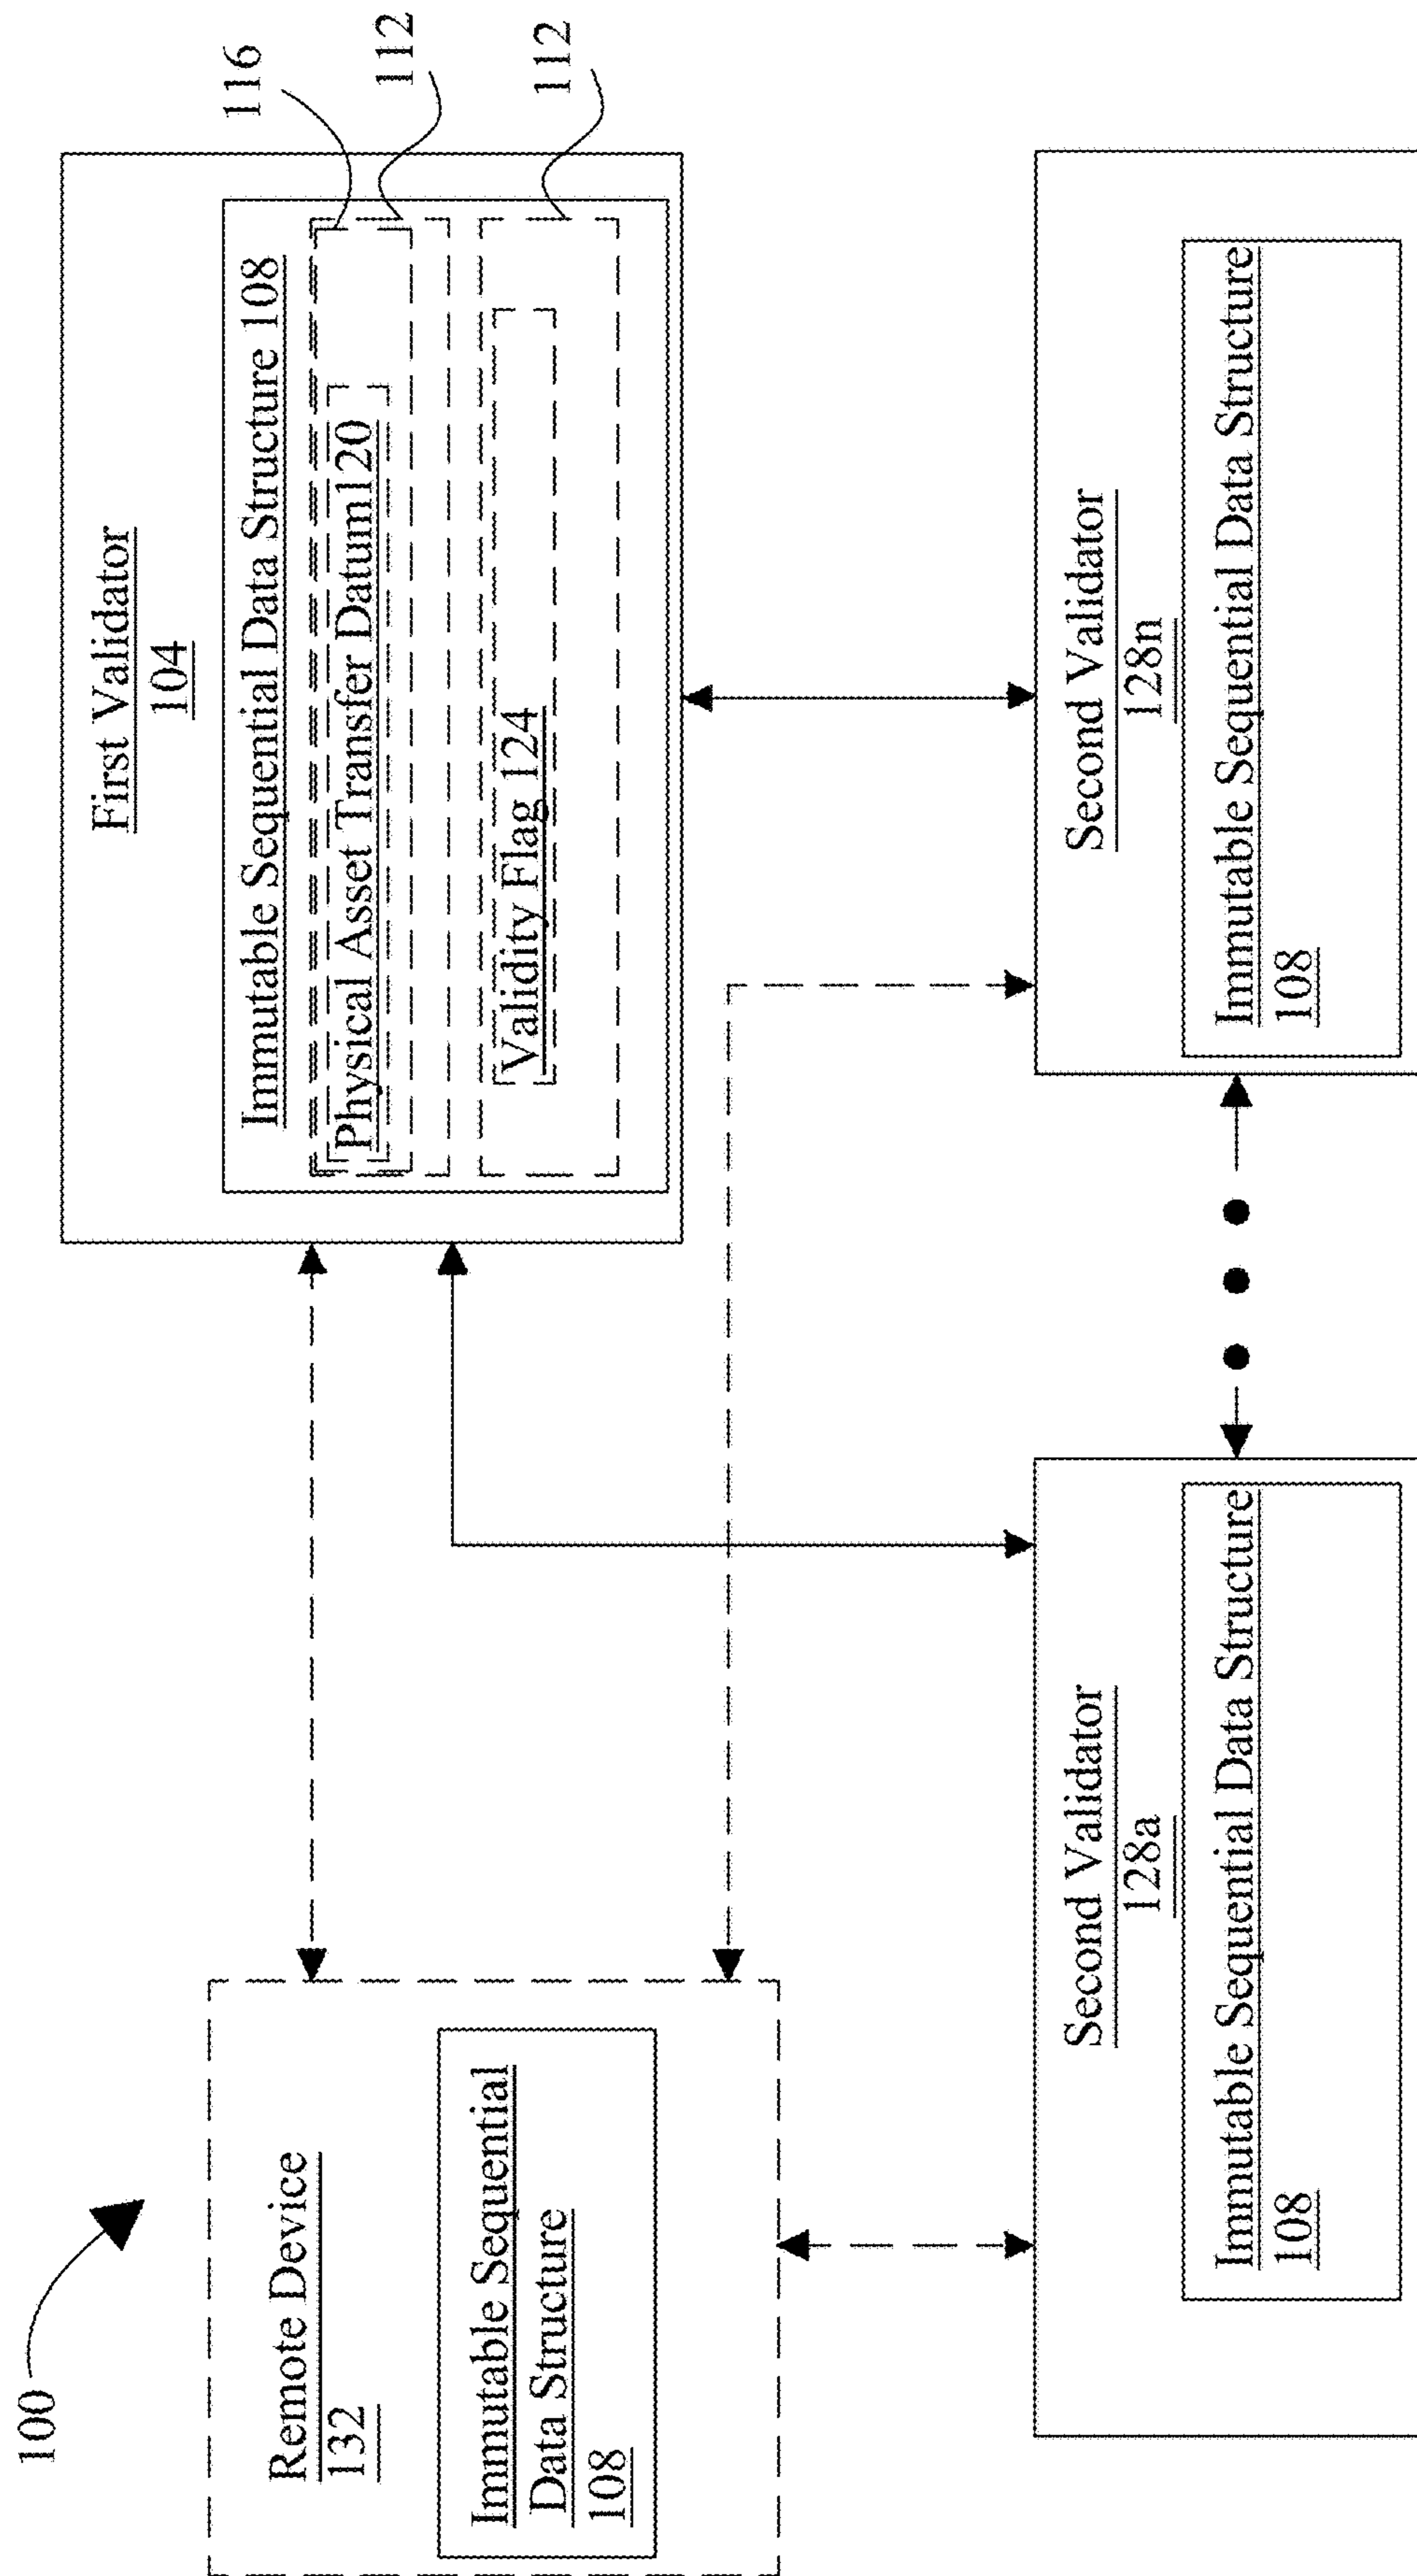 100
Remote Device
132
Immutable Sequential
Data Structure
108
First Validator
104
Immutable Sequential Data Structure 108
Physical Asset Transfer Datum120
Validity Flag 124
116
112
112
Second Validator
128a
Immutable Sequential Data Structure
108
Second Validator
128n
Immutable Sequential Data Structure
108